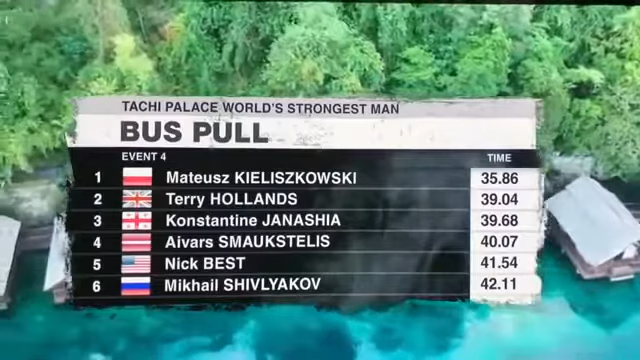 TACHI PALACE WORLD'S STRONGEST MAN
BUS PULL
EVENT 4 TIME
1 Mateusz KIELISZKOWSKI 35.86
2 Terry HOLLANDS 39.04
3 Konstantine JANASHIA 39.68
4 Aivars SMAUKSTELIS 40.07
5 Nick BEST 41.54
6 Mikhail SHIVLYAKOV 42.11